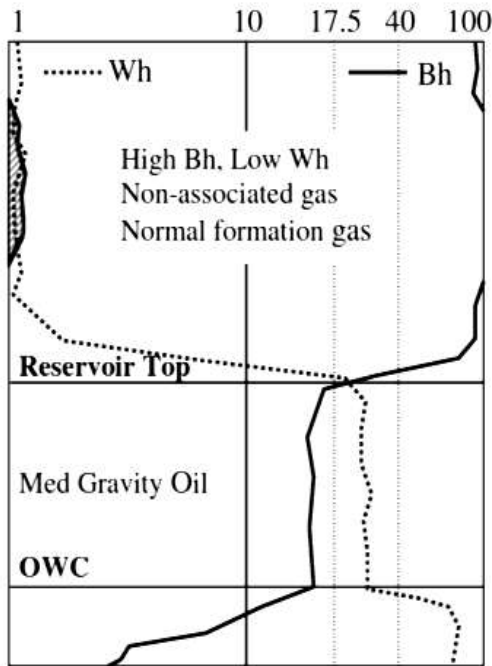 1 10 17.5 40 100
Wh Bh
High Bh, Low Wh
Non-associated gas
Normal formation gas
Reservoir Top
Med Gravity Oil
OWC